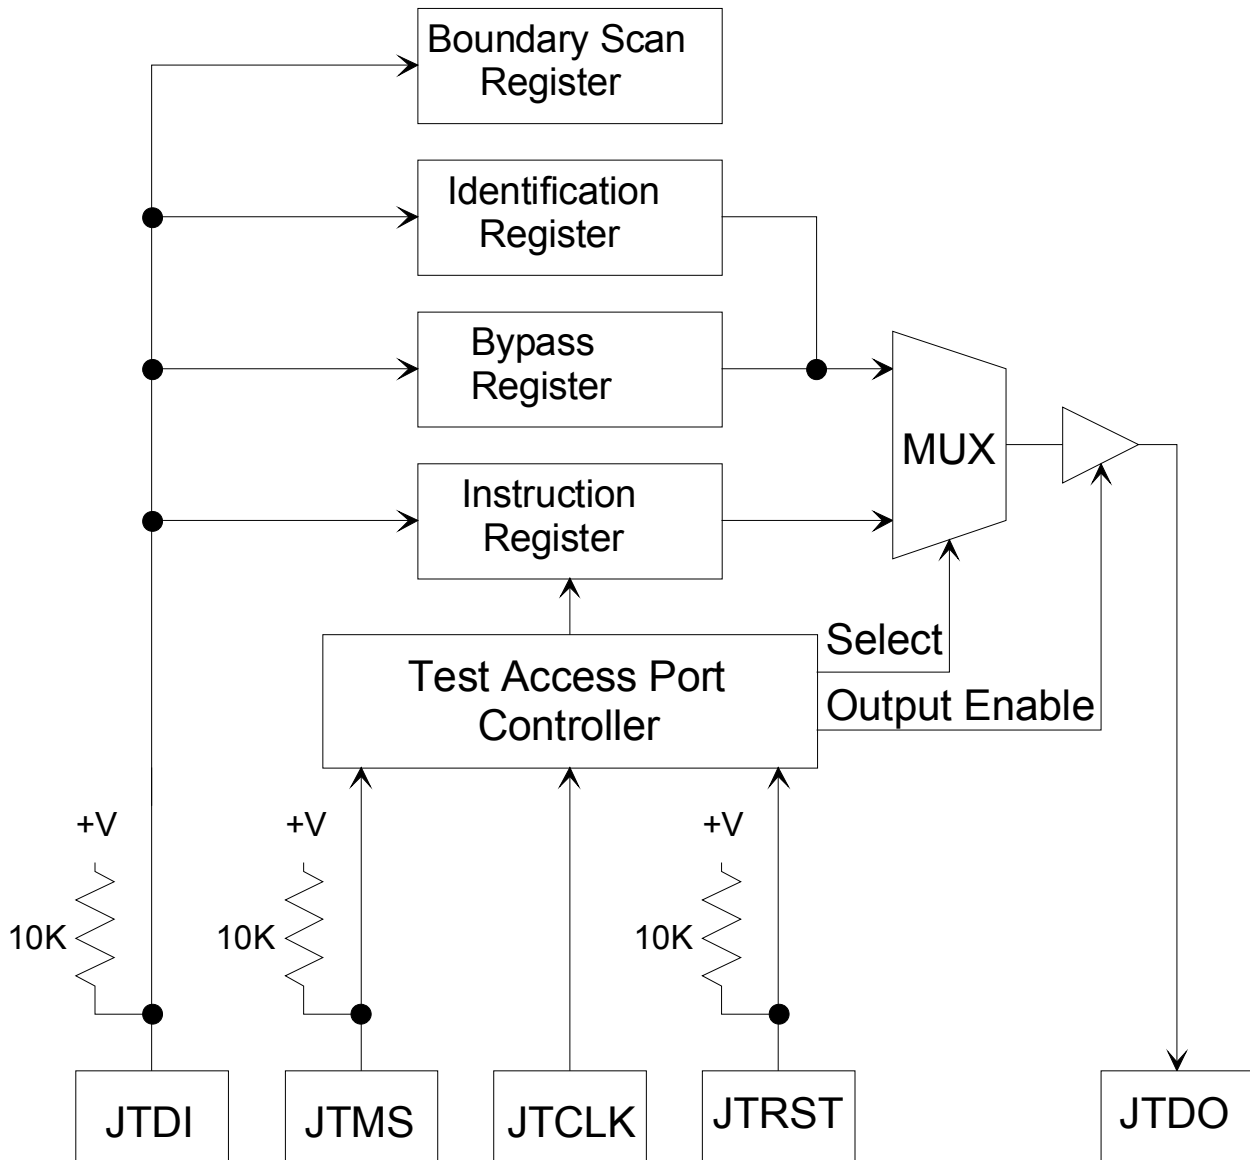 Boundary Scan
Register
Identification
Register
Bypass
Register
MUX
Instruction
Register
Select
Test Access Port
Controller
Output Enable
+V
+V
+V
10K
10K
10K
JTDI
JTMS
JTCLK
JTRST
JTDO